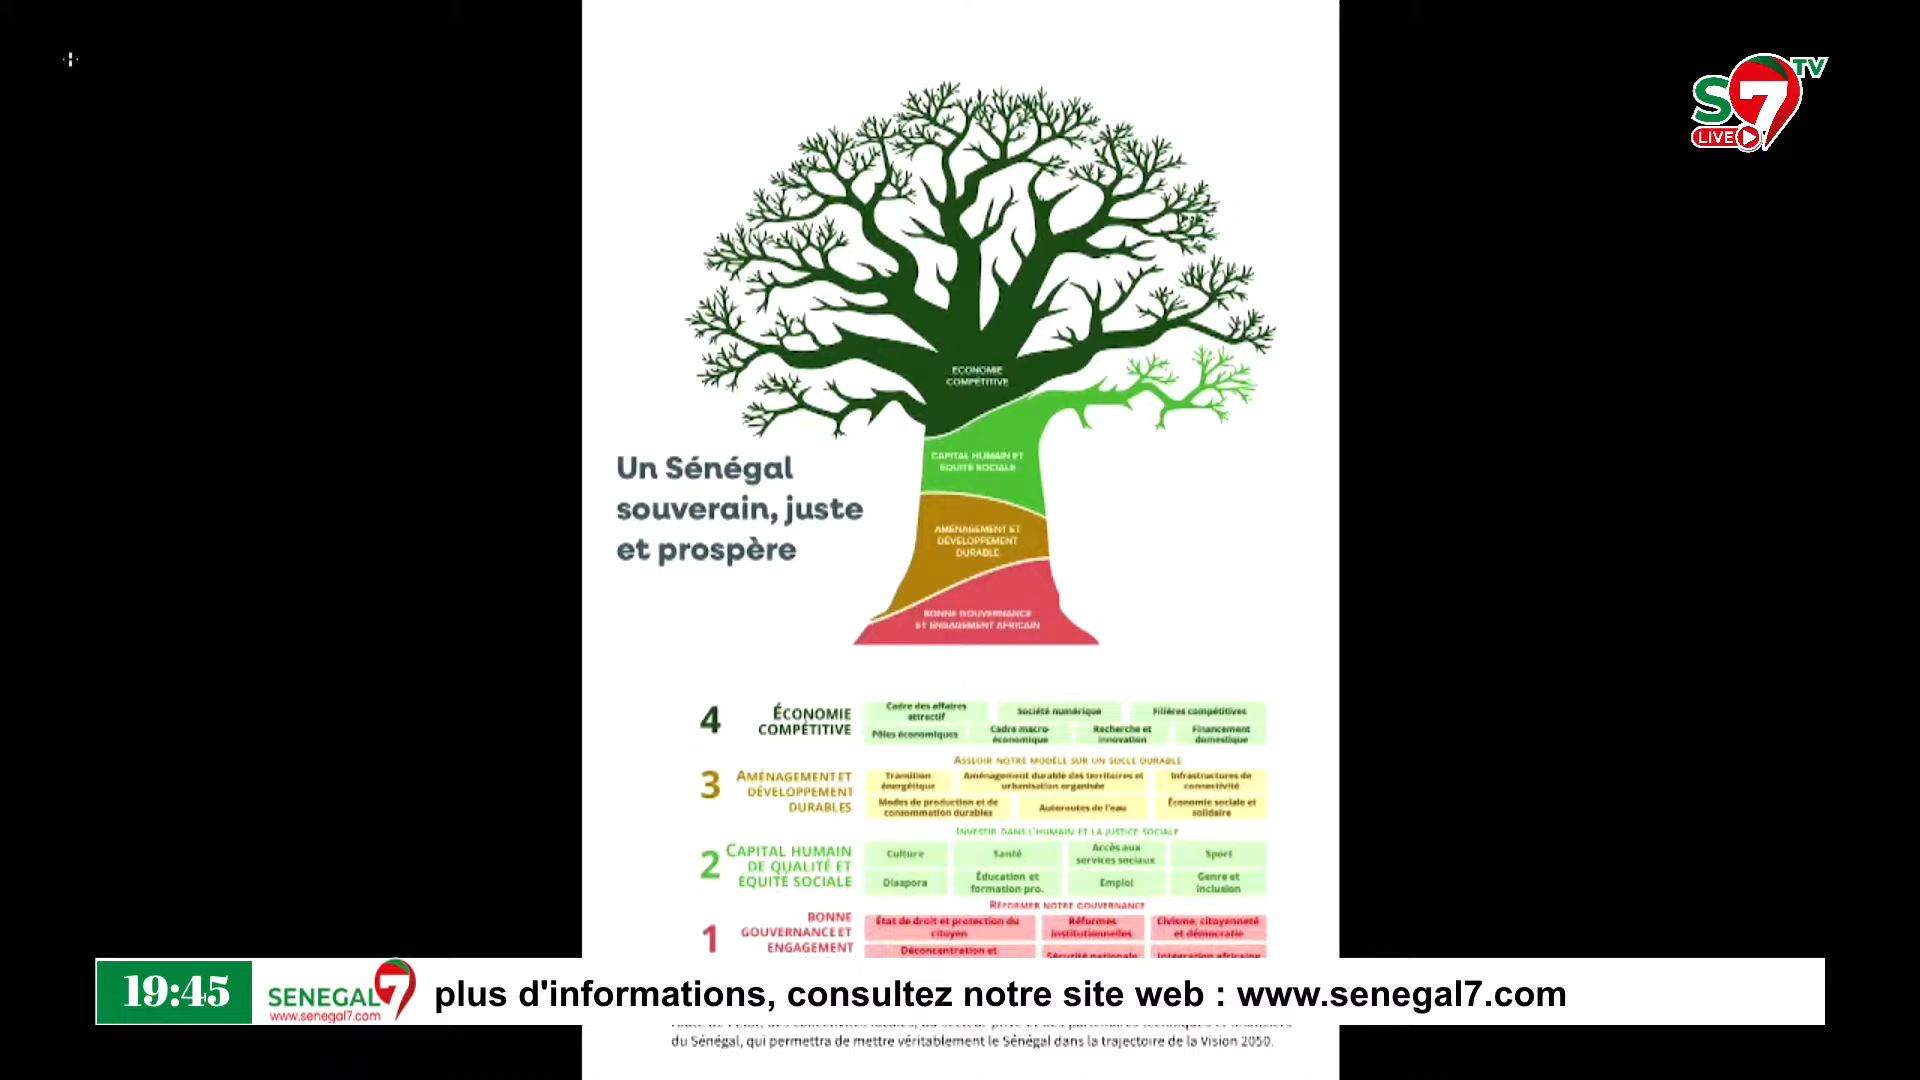 S7 TV
LIVE
ECONOMIE
COMPÉTITIVE
CAPITAL HUMAIN ET
ÉQUITÉ SOCIALE
AMÉNAGEMENT ET
DÉVELOPPEMENT
DURABLE
BONNE GOUVERNANCE
ET ENGAGEMENT AFRICAIN
Un Sénégal
souverain, juste
et prospère
4 ÉCONOMIE
COMPÉTITIVE
Cadre des affaires
attractif
Société numérique
Filières compétitives
Pôles économiques
Cadre macro-
économique
Recherche et
innovation
Financement
domestique
ASSEOIR NOTRE MODÈLE SUR UN SOCLE DURABLE
3 AMÉNAGEMENT ET
DÉVELOPPEMENT
DURABLES
Transition
énergétique
Aménagement durable des territoires et
urbanisation organisée
Infrastructures de
connectivité
Modes de production et de
consommation durables
Autoroutes de l'eau
Économie sociale et
solidaire
INVESTIR DANS L'HUMAIN ET LA JUSTICE SOCIALE
2 CAPITAL HUMAIN
DE QUALITÉ ET
ÉQUITÉ SOCIALE
Culture
Santé
Accès aux
services sociaux
Sport
Diaspora
Éducation et
formation pro.
Emploi
Genre et
inclusion
RÉFORMER NOTRE GOUVERNANCE
1 BONNE
GOUVERNANCE ET
ENGAGEMENT
État de droit et protection du
citoyen
Réformes
institutionnelles
Civisme, citoyenneté
et démocratie
Déconcentration et
Sécurité nationale
Intégration africaine
19:45
SENEGAL7
www.senegal7.com
plus d'informations, consultez notre site web : www.senegal7.com
du Sénégal, qui permettra de mettre véritablement le Sénégal dans la trajectoire de la Vision 2050.